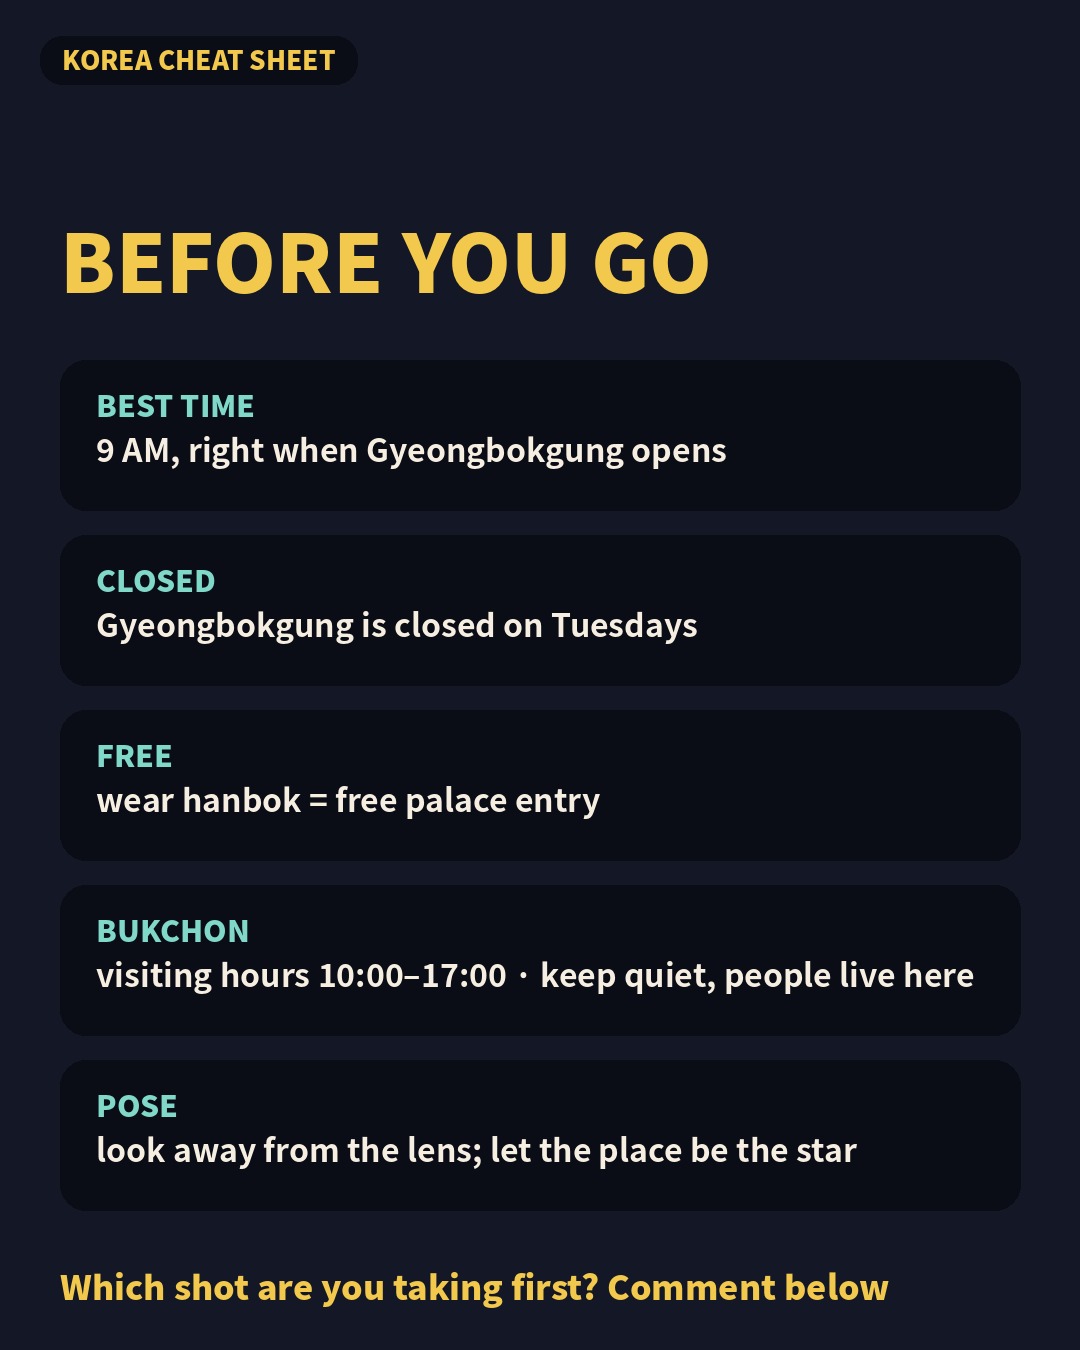 KOREA CHEAT SHEET
BEFORE YOU GO
BEST TIME
9 AM, right when Gyeongbokgung opens
CLOSED
Gyeongbokgung is closed on Tuesdays
FREE
wear hanbok = free palace entry
BUKCHON
visiting hours 10:00–17:00 · keep quiet, people live here
POSE
look away from the lens; let the place be the star
Which shot are you taking first? Comment below